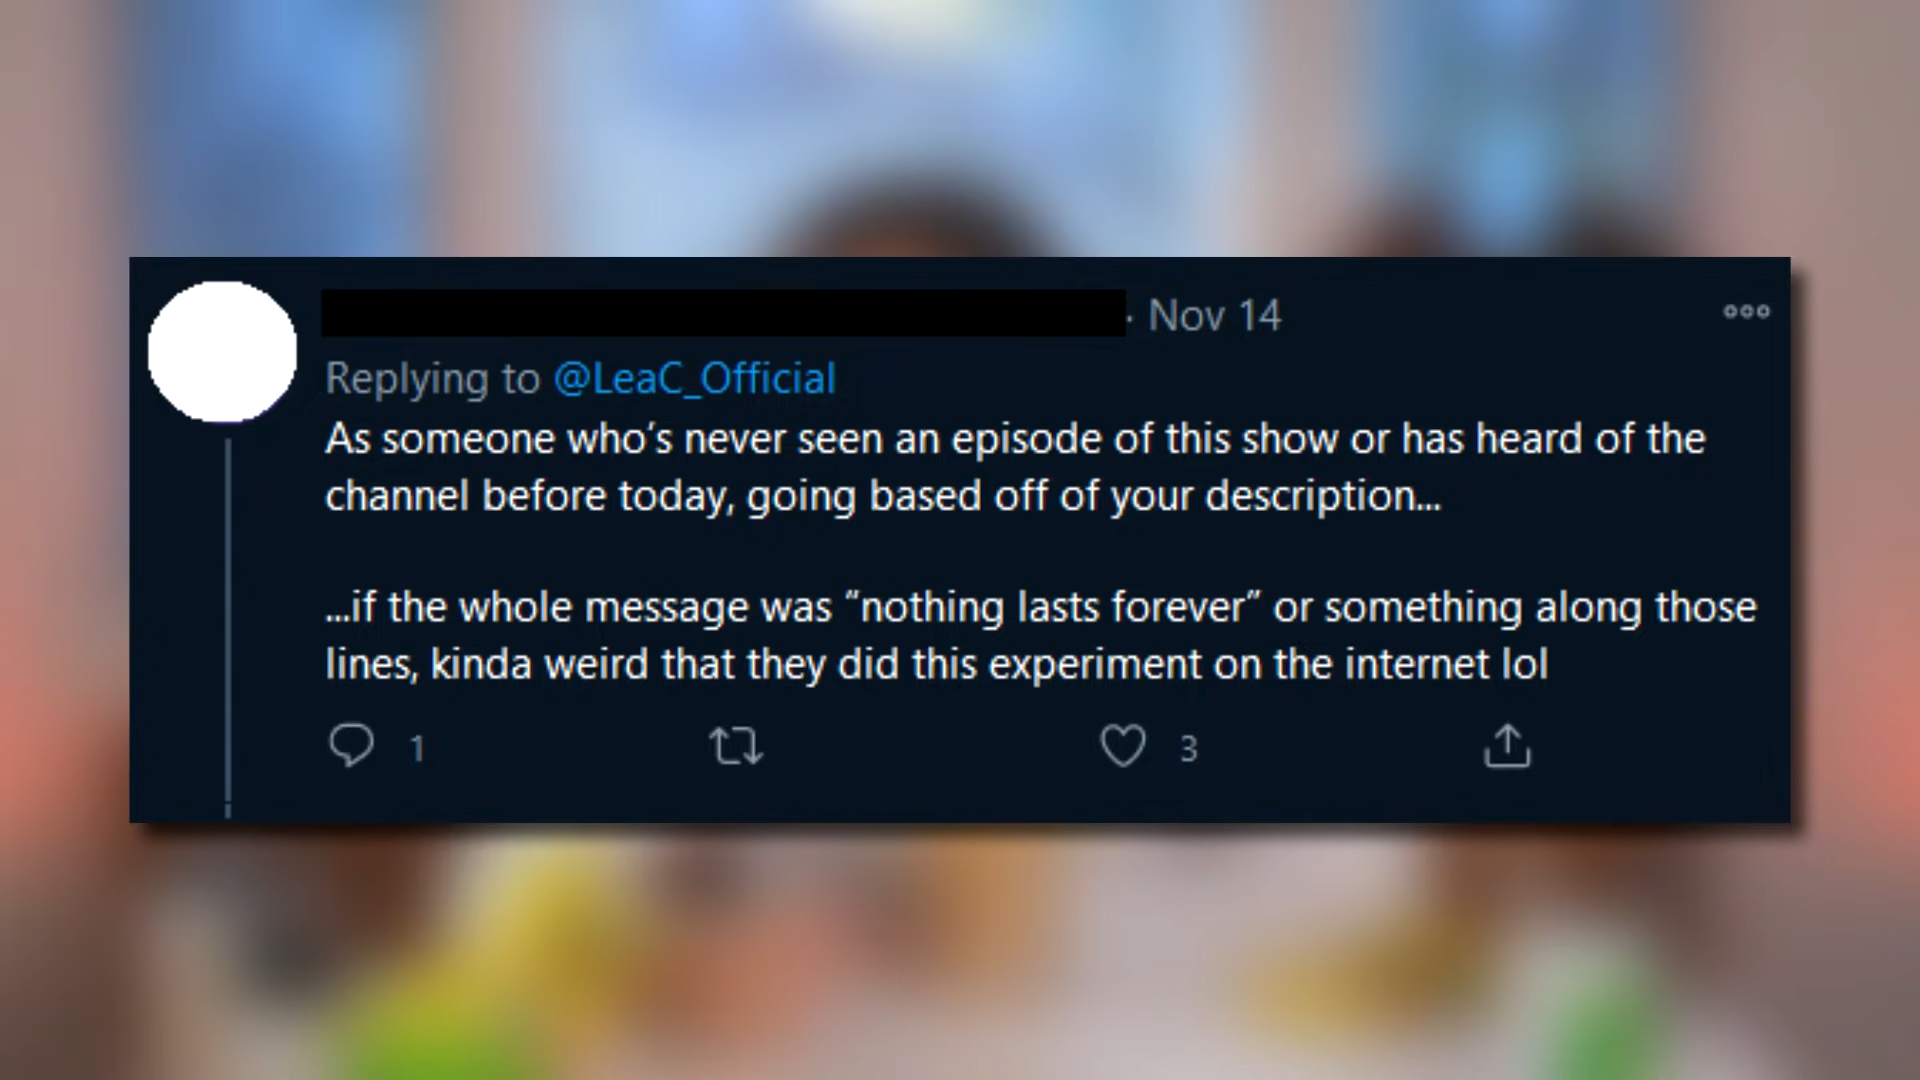 · Nov 14
Replying to @LeaC_Official
As someone who’s never seen an episode of this show or has heard of the
channel before today, going based off of your description...
...if the whole message was “nothing lasts forever” or something along those
lines, kinda weird that they did this experiment on the internet lol
1 3